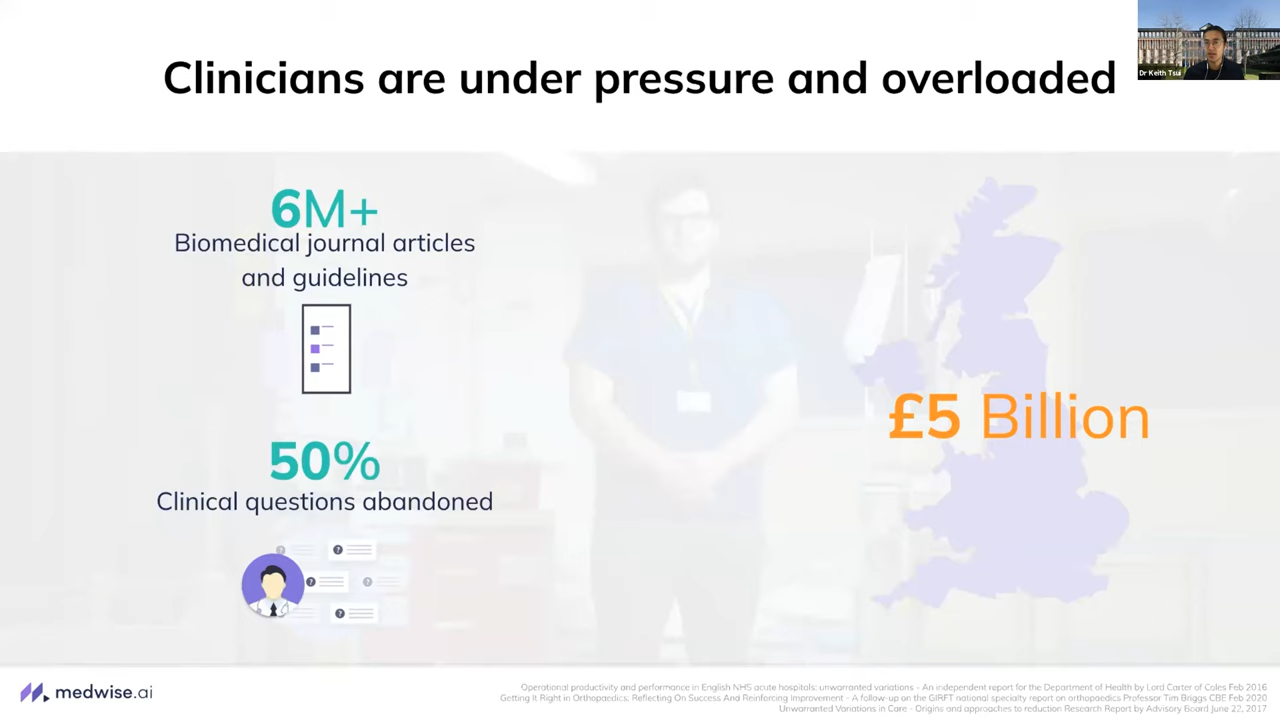 Clinicians are under pressure and overloaded
Dr Keith Tsui
6M+
Biomedical journal articles
and guidelines
50%
Clinical questions abandoned
£5 Billion
medwise.ai
Operational productivity and performance in English NHS acute hospitals: unwarranted variations - An independent report for the Department of Health by Lord Carter of Coles Feb 2016
Getting It Right in Orthopaedics: Reflecting On Success And Reinforcing Improvement - A follow-up on the GIRFT national specialty report on orthopaedics Professor Tim Briggs CBE Feb 2020
Unwarranted Variations in Care - Origins and approaches to reduction Research Report by Advisory Board June 22, 2017